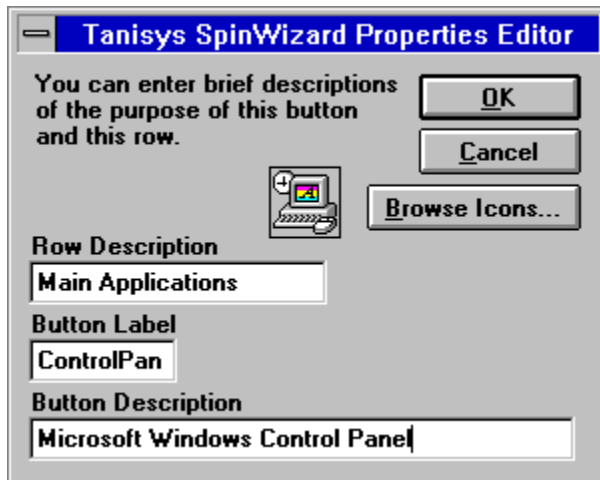 Tanisys SpinWizard Properties Editor
You can enter brief descriptions
of the purpose of this button
and this row.
OK
Cancel
Browse Icons...
Row Description
Main Applications
Button Label
ControlPan
Button Description
Microsoft Windows Control Panel